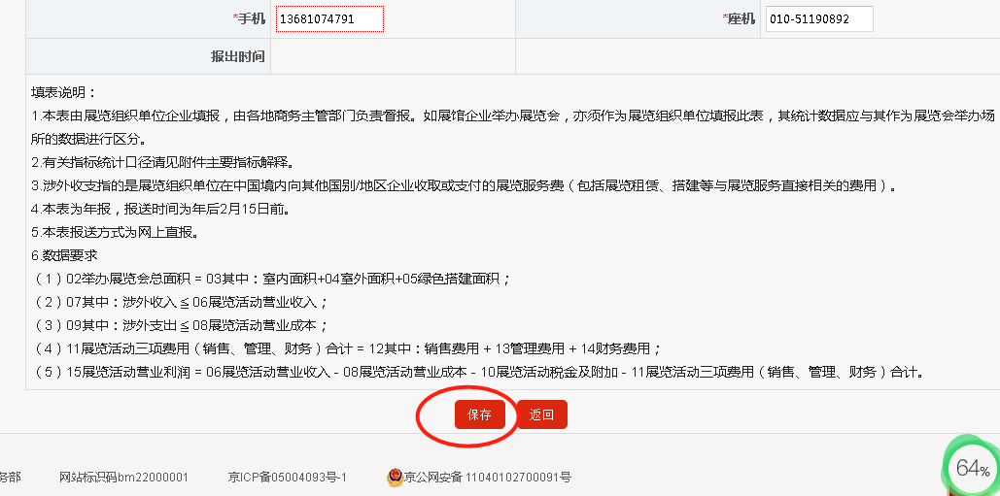 *手机 13681074791 *座机 010-51190892
报出时间
填表说明：
1.本表由展览组织单位企业填报，由各地商务主管部门负责督报。如展馆企业举办展览会，亦须作为展览组织单位填报此表，其统计数据应与其作为展览会举办场
所的数据进行区分。
2.有关指标统计口径请见附件主要指标解释。
3.涉外收支指的是展览组织单位在中国境内向其他国别/地区企业收取或支付的展览服务费（包括展览租赁、搭建等与展览服务直接相关的费用）。
4.本表为年报，报送时间为年后2月15日前。
5.本表报送方式为网上直报。
6.数据要求
（1）02举办展览会总面积 = 03其中：室内面积+04室外面积+05绿色搭建面积；
（2）07其中：涉外收入 ≦ 06展览活动营业收入；
（3）09其中：涉外支出 ≦ 08展览活动营业成本；
（4）11展览活动三项费用（销售、管理、财务）合计 = 12其中：销售费用 + 13管理费用 + 14财务费用；
（5）15展览活动营业利润 = 06展览活动营业收入 - 08展览活动营业成本 - 10展览活动税金及附加 - 11展览活动三项费用（销售、管理、财务）合计。
保存 返回
64%
务部 网站标识码bm22000001 京ICP备05004093号-1 京公网安备 11040102700091号